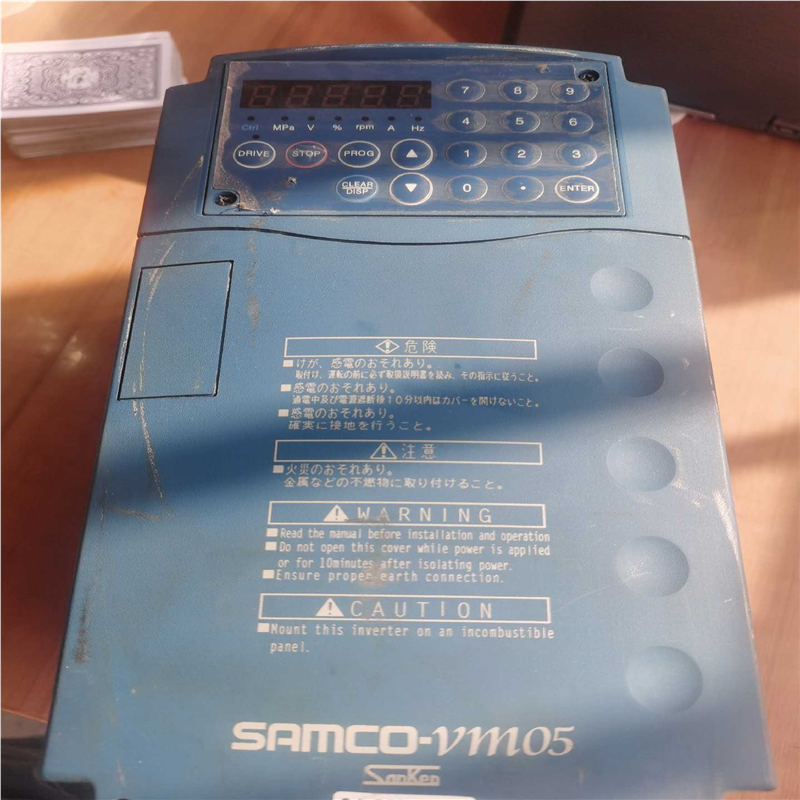 7 8 9
Ctrl MPa V % rpm A Hz
4 5 6
DRIVE STOP PROG 1 2 3
CLEAR
DISP
0 · ENTER
危険
■けが、感電のおそれあり。
取付け、運転の前に必ず取扱説明書を読み、その指示に従うこと。
■感電のおそれあり。
通電中及び電源遮断後10分以内はカバーを開けないこと。
■感電のおそれあり。
確実に接地を行うこと。
注意
■火災のおそれあり。
金属などの不燃物に取り付けること。
WARNING
■Read the manual before installation and operation
■Do not open this cover while power is applied
or for 10minutes after isolating power.
■Ensure proper earth connection.
CAUTION
■Mount this inverter on an incombustible
panel.
SAMCO-vm05
SanKen